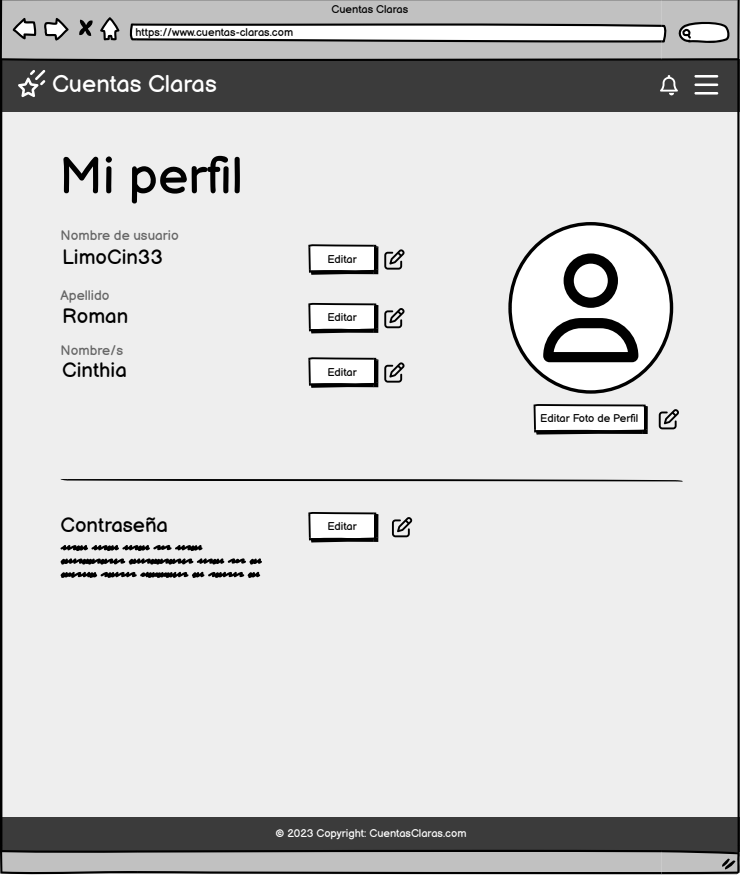 Cuentas Claras
https://www.cuentas-claras.com
Cuentas Claras
Mi perfil
Nombre de usuario
LimoCin33
Editar
Apellido
Roman
Editar
Nombre/s
Cinthia
Editar
Editar Foto de Perfil
Contraseña
Editar
© 2023 Copyright: CuentasClaras.com